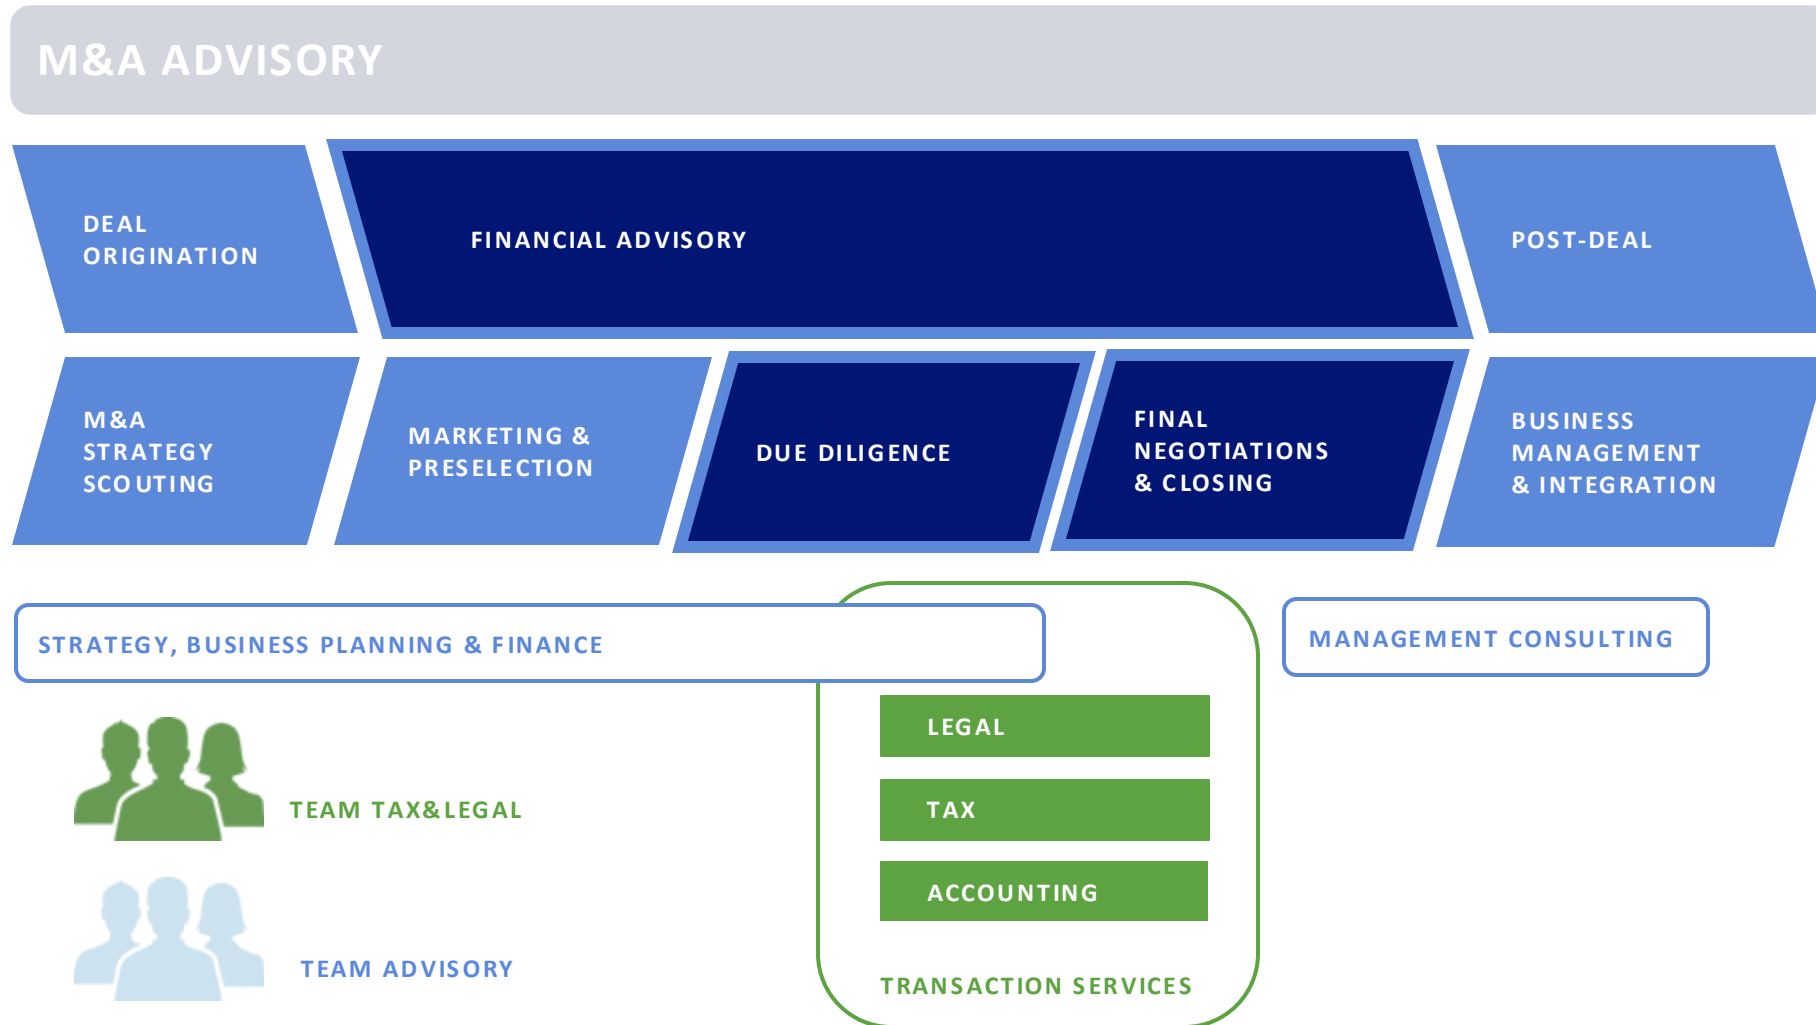 M&A ADVISORY
DEAL
ORIGINATION
FINANCIAL ADVISORY
POST-DEAL
M&A
STRATEGY
SCOUTING
MARKETING &
PRESELECTION
DUE DILIGENCE
FINAL
NEGOTIATIONS
& CLOSING
BUSINESS
MANAGEMENT
& INTEGRATION
STRATEGY, BUSINESS PLANNING & FINANCE
MANAGEMENT CONSULTING
LEGAL
TAX
ACCOUNTING
TRANSACTION SERVICES
TEAM TAX&LEGAL
TEAM ADVISORY